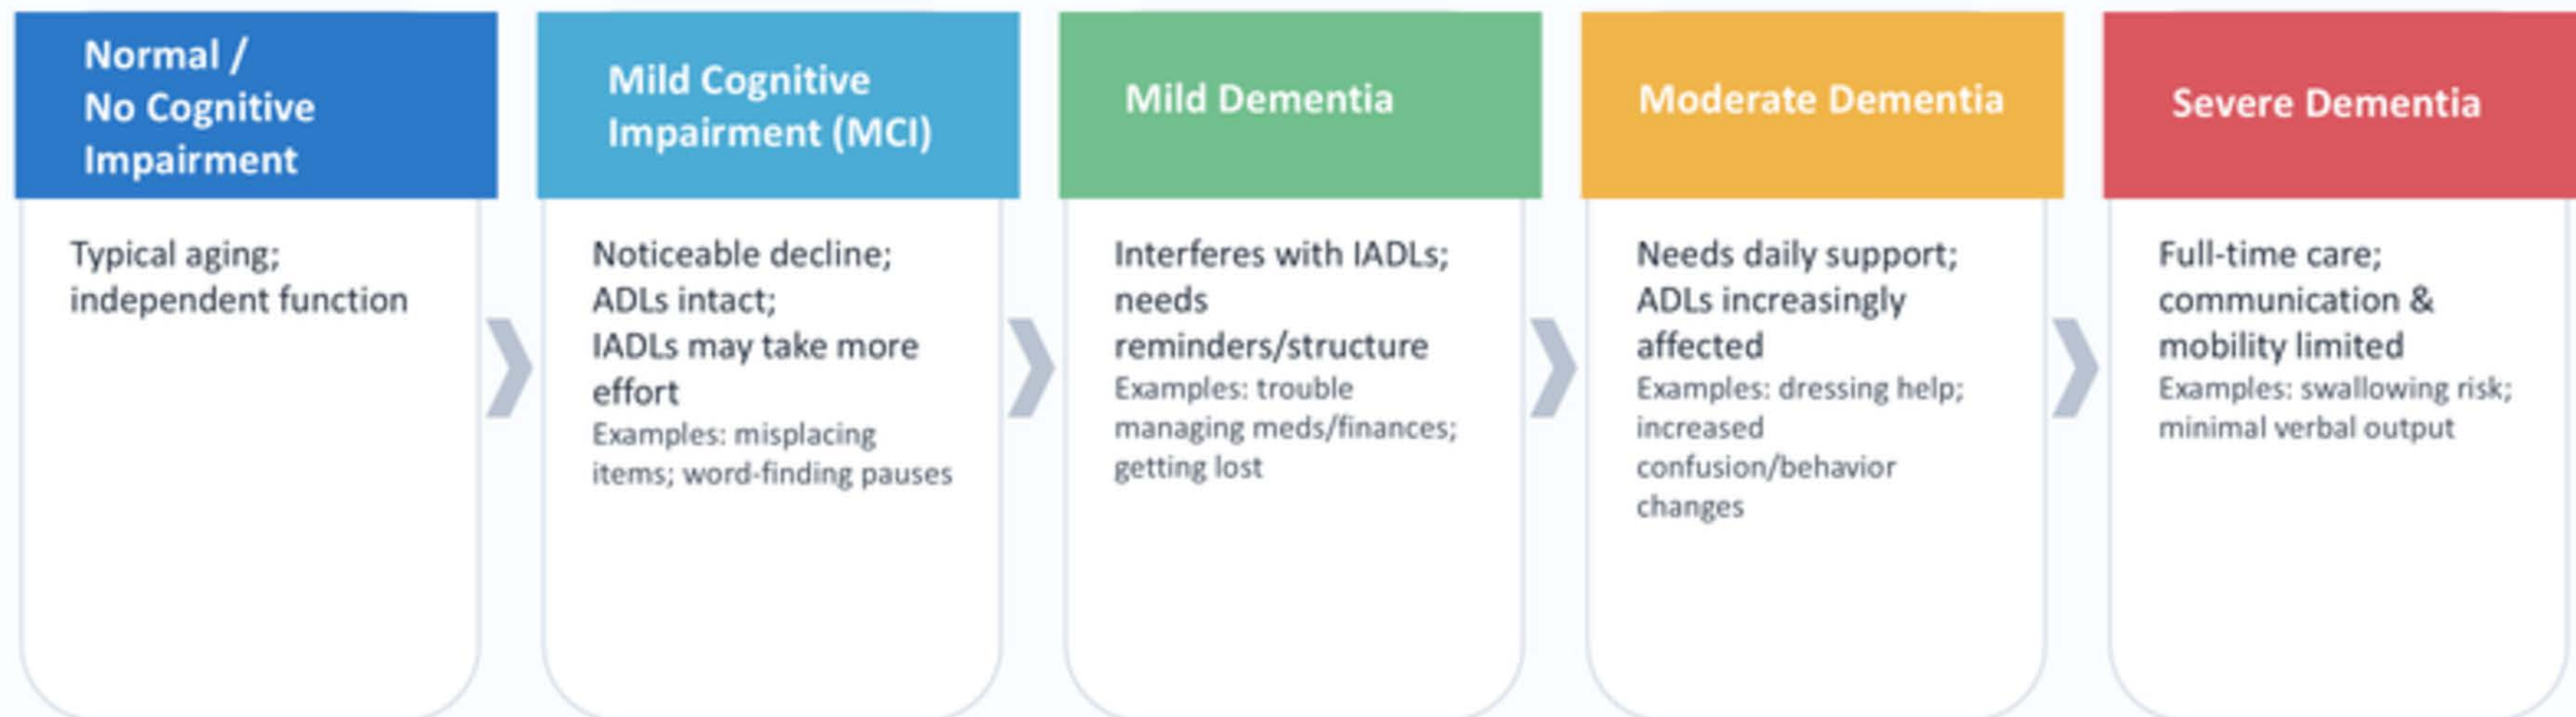 Normal /
No Cognitive
Impairment
Typical aging;
independent function
Mild Cognitive
Impairment (MCI)
Noticeable decline;
ADLs intact;
IADLs may take more
effort
Examples: misplacing
items; word-finding pauses
Mild Dementia
Interferes with IADLs;
needs
reminders/structure
Examples: trouble
managing meds/finances;
getting lost
Moderate Dementia
Needs daily support;
ADLs increasingly
affected
Examples: dressing help;
increased
confusion/behavior
changes
Severe Dementia
Full-time care;
communication &
mobility limited
Examples: swallowing risk;
minimal verbal output